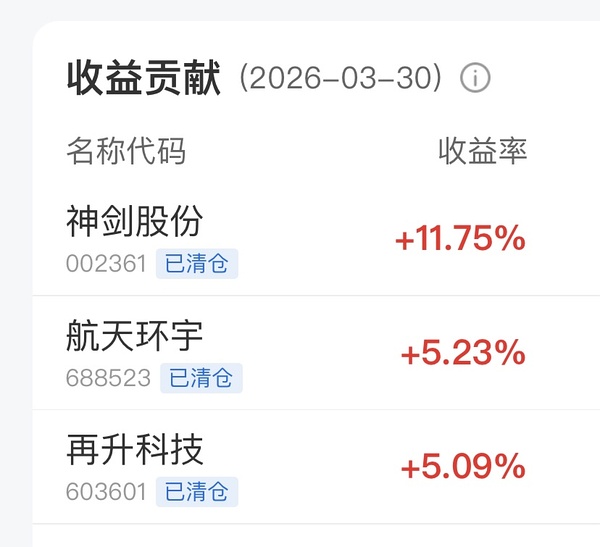 收益贡献 (2026-03-30) i
名称代码 收益率
神剑股份 +11.75%
002361 已清仓
航天环宇 +5.23%
688523 已清仓
再升科技 +5.09%
603601 已清仓